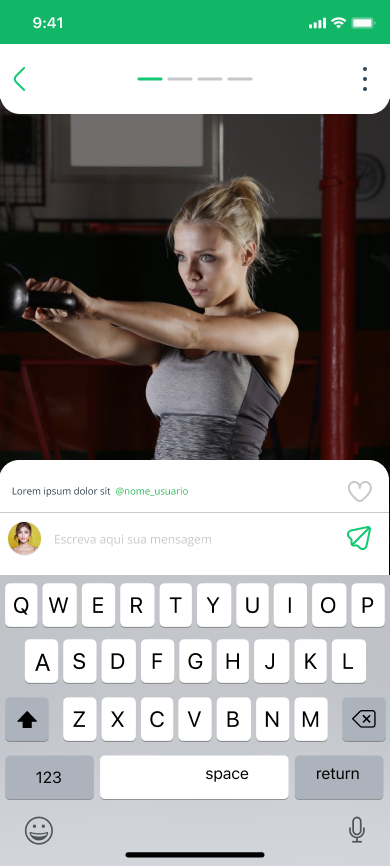 9:41
Lorem ipsum dolor sit @nome_usuario
Escreva aqui sua mensagem
Q W E R T Y U I O P
A S D F G H J K L
Z X C V B N M
123 space return